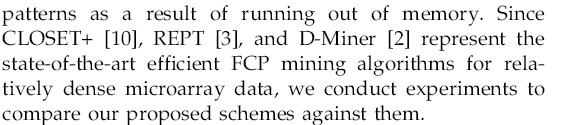 patterns as a result of running out of memory. Since
CLOSET+ [10], REPT [3], and D-Miner [2] represent the
state-of-the-art efficient FCP mining algorithms for rela-
tively dense microarray data, we conduct experiments to
compare our proposed schemes against them.